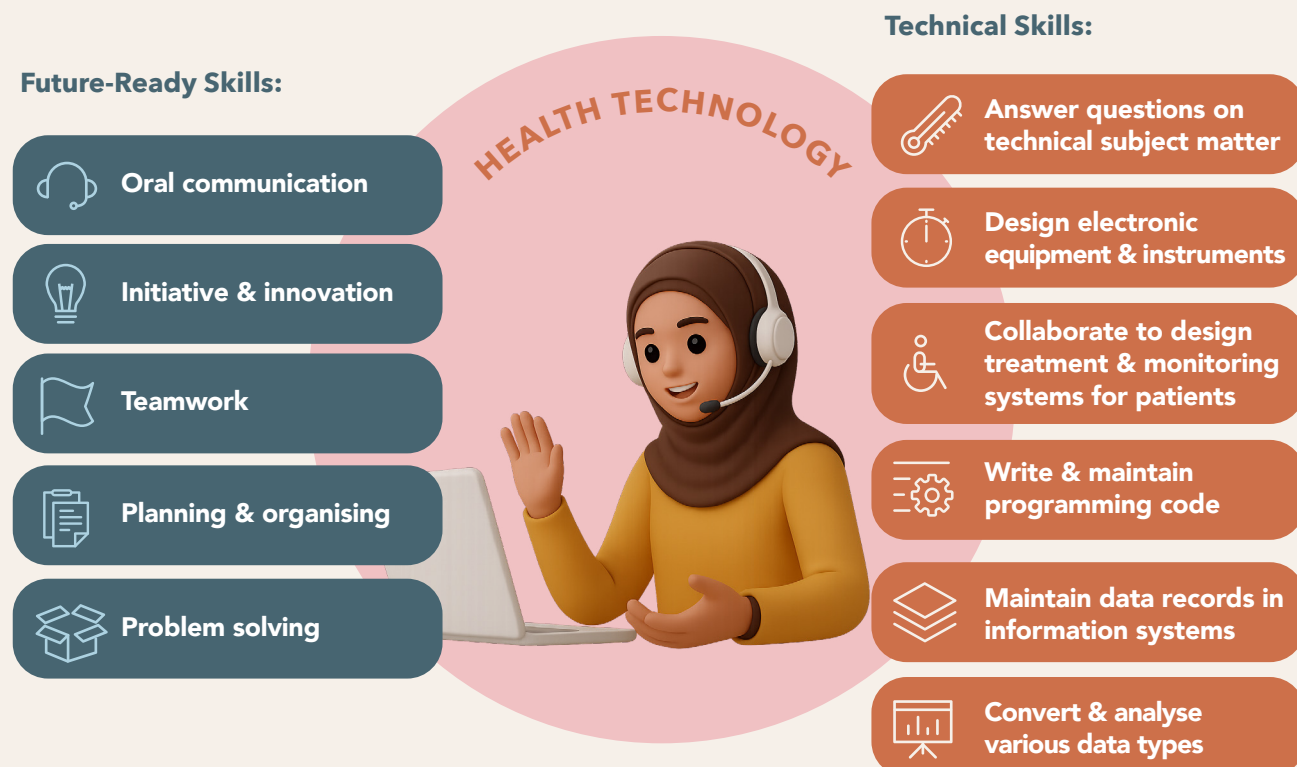 Future-Ready Skills:
Oral communication
Initiative & innovation
Teamwork
Planning & organising
Problem solving
HEALTH TECHNOLOGY
Technical Skills:
Answer questions on
technical subject matter
Design electronic
equipment & instruments
Collaborate to design
treatment & monitoring
systems for patients
Write & maintain
programming code
Maintain data records in
information systems
Convert & analyse
various data types